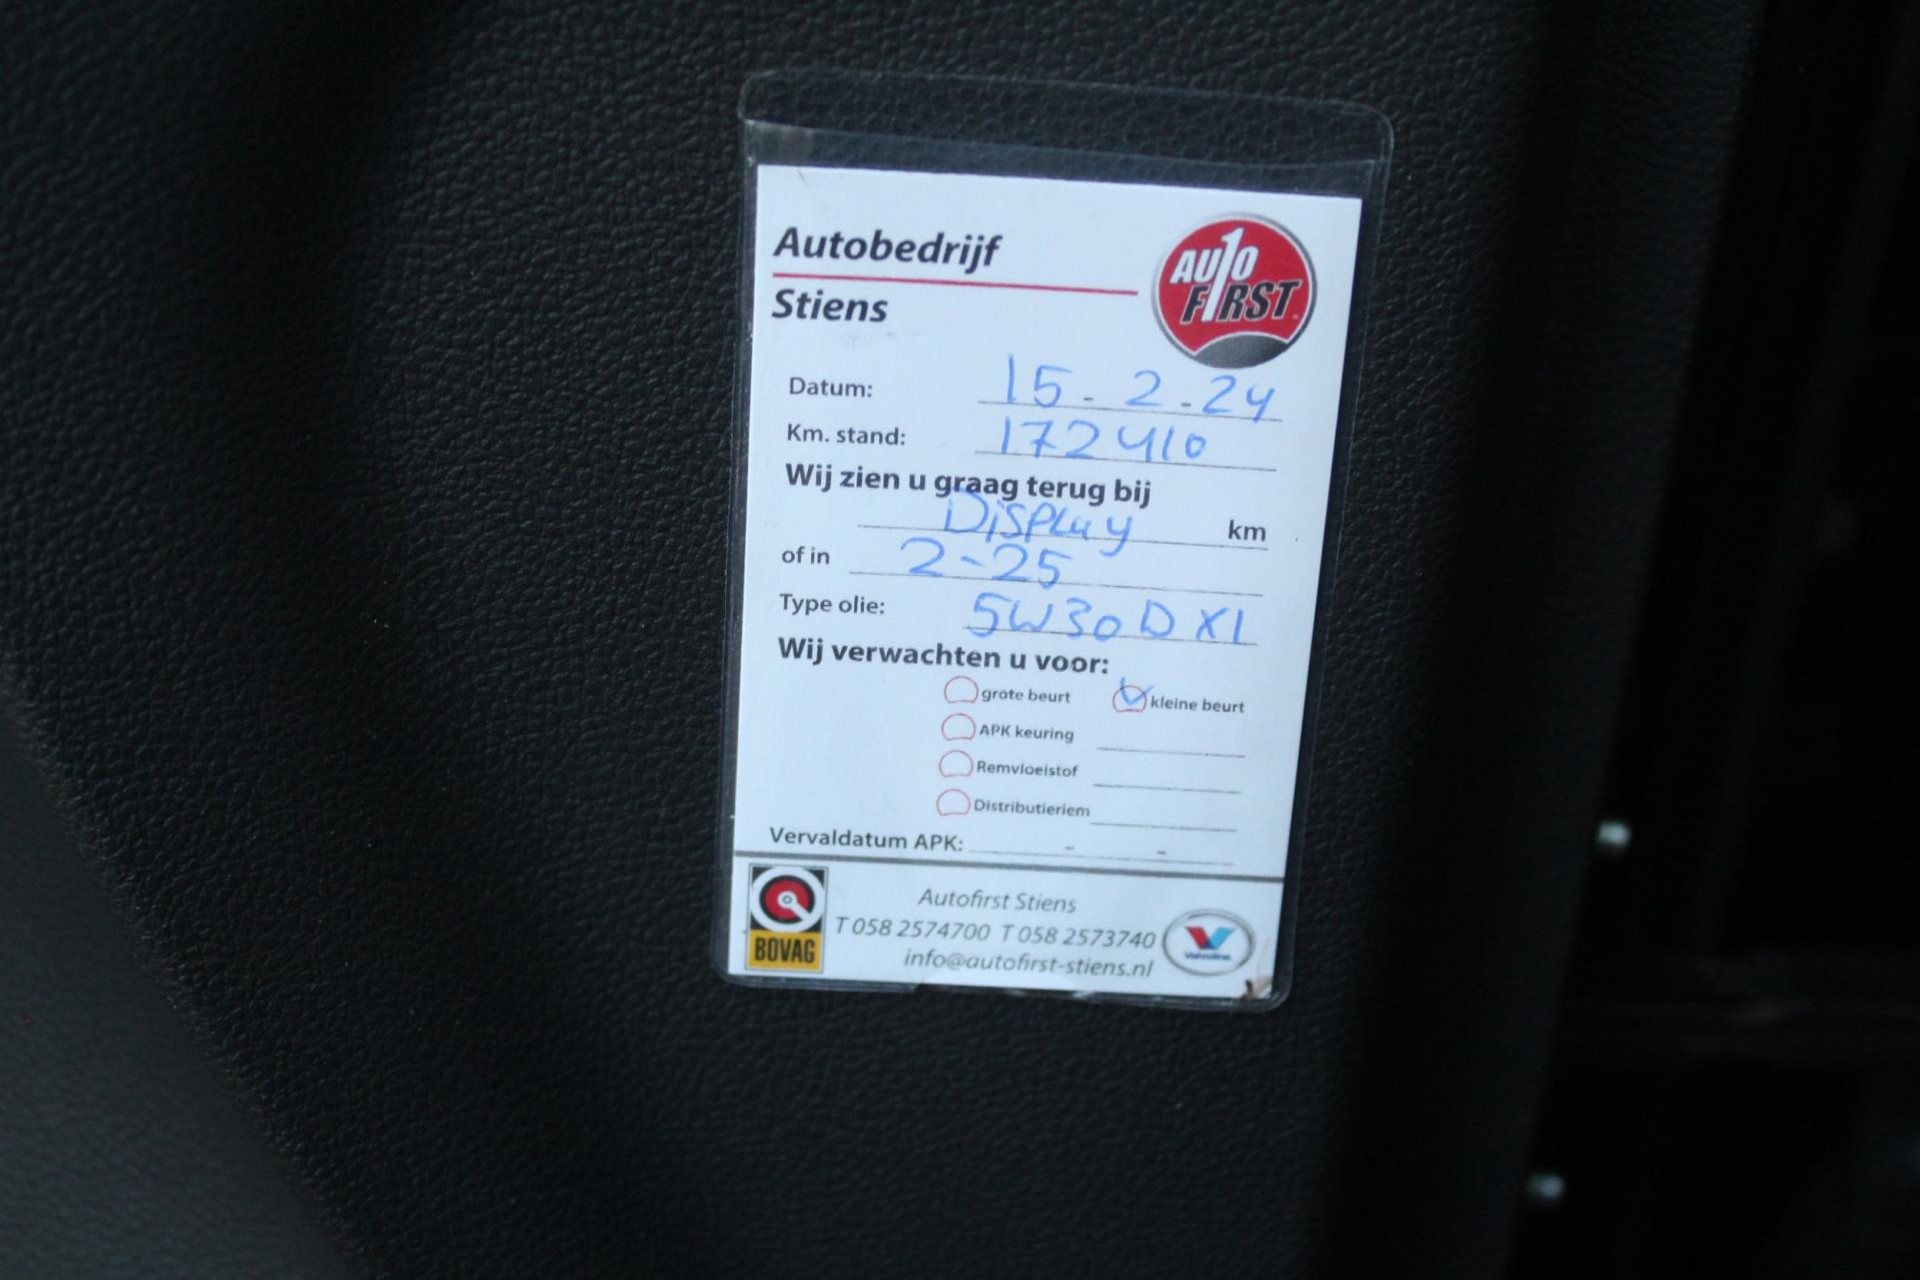 Autobedrijf
Stiens
AUTO
FIRST
Datum: 15-2-24
Km. stand: 172410
Wij zien u graag terug bij
Display km
of in 2-25
Type olie: 5W30 D X1
Wij verwachten u voor:
grote beurt kleine beurt
APK keuring
Remvloeistof
Distributieriem
Vervaldatum APK: - -
BOVAG
Autofirst Stiens
T 058 2574700 T 058 2573740
info@autofirst-stiens.nl
Valvoline